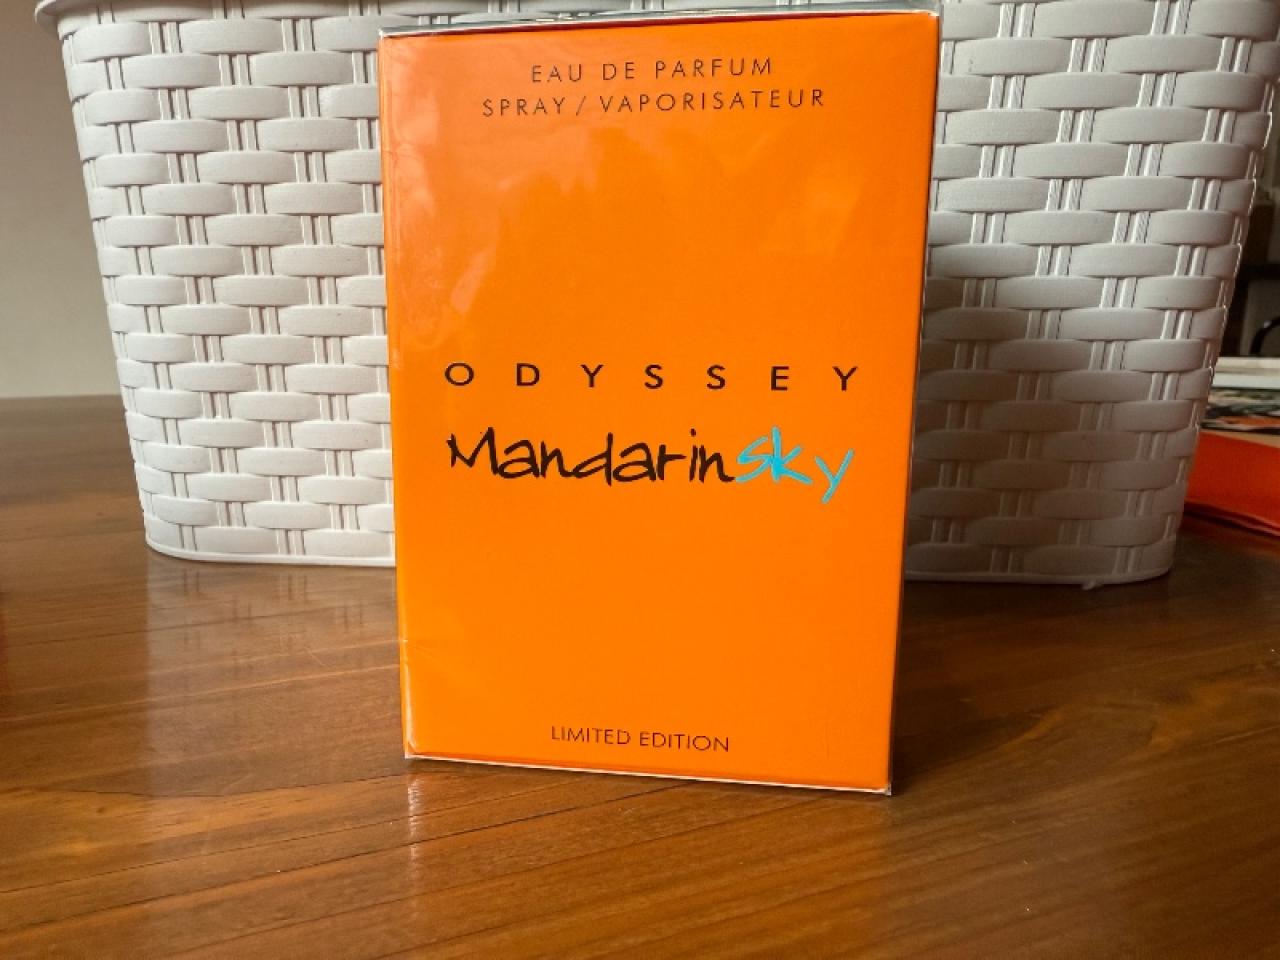 EAU DE PARFUM
SPRAY / VAPORISATEUR
ODYSSEY
Mandarinsky
LIMITED EDITION